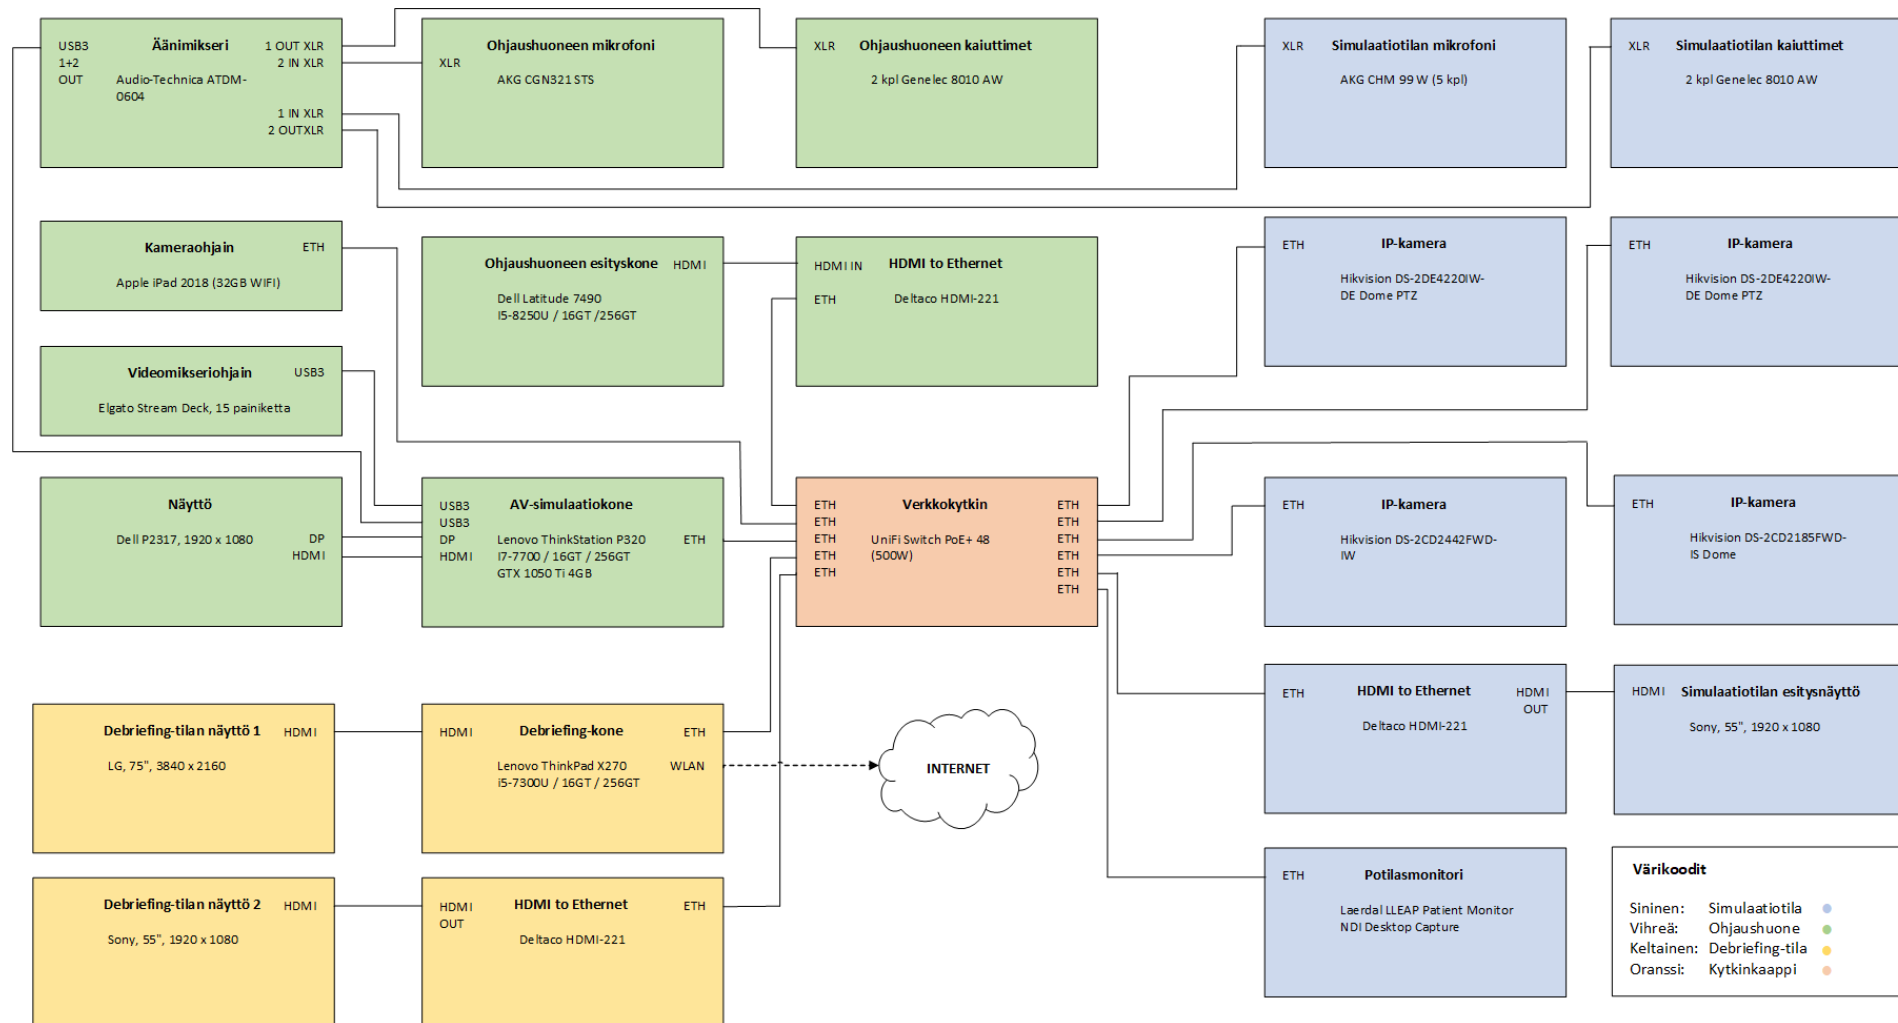 Äänimikseri
USB3
1+2
OUT
Audio-Technica ATDM-
0604
1 OUT XLR
2 IN XLR
1 IN XLR
2 OUTXLR
Ohjaushuoneen mikrofoni
XLR
AKG CGN321 STS
Ohjaushuoneen kaiuttimet
XLR
2 kpl Genelec 8010 AW
Simulaatiotilan mikrofoni
XLR
AKG CHM 99 W (5 kpl)
Simulaatiotilan kaiuttimet
XLR
2 kpl Genelec 8010 AW
Kameraohjain
ETH
Apple iPad 2018 (32GB WIFI)
Ohjaushuoneen esityskone
HDMI
Dell Latitude 7490
I5-8250U / 16GT /256GT
HDMI IN
HDMI to Ethernet
ETH
Deltaco HDMI-221
ETH
IP-kamera
Hikvision DS-2DE4220IW-
DE Dome PTZ
ETH
IP-kamera
Hikvision DS-2DE4220IW-
DE Dome PTZ
Videomikseriohjain
USB3
Elgato Stream Deck, 15 painiketta
Näyttö
Dell P2317, 1920 x 1080
DP
HDMI
USB3
USB3
DP
HDMI
AV-simulaatiokone
Lenovo ThinkStation P320
I7-7700 / 16GT / 256GT
GTX 1050 Ti 4GB
ETH
ETH
ETH
ETH
ETH
ETH
Verkkokytkin
UniFi Switch PoE+ 48
(500W)
ETH
ETH
ETH
ETH
ETH
ETH
ETH
IP-kamera
Hikvision DS-2CD2442FWD-
IW
ETH
IP-kamera
Hikvision DS-2CD2185FWD-
IS Dome
Debriefing-tilan näyttö 1
HDMI
LG, 75", 3840 x 2160
HDMI
Debriefing-kone
ETH
Lenovo ThinkPad X270
i5-7300U / 16GT / 256GT
WLAN
INTERNET
ETH
HDMI to Ethernet
HDMI
OUT
Deltaco HDMI-221
HDMI
Simulaatiotilan esitysnäyttö
Sony, 55", 1920 x 1080
Debriefing-tilan näyttö 2
HDMI
Sony, 55", 1920 x 1080
HDMI
OUT
HDMI to Ethernet
ETH
Deltaco HDMI-221
ETH
Potilasmonitori
Laerdal LLEAP Patient Monitor
NDI Desktop Capture
Värikoodit
Sininen: Simulaatiotila
Vihreä: Ohjaushuone
Keltainen: Debriefing-tila
Oranssi: Kytkinkaappi